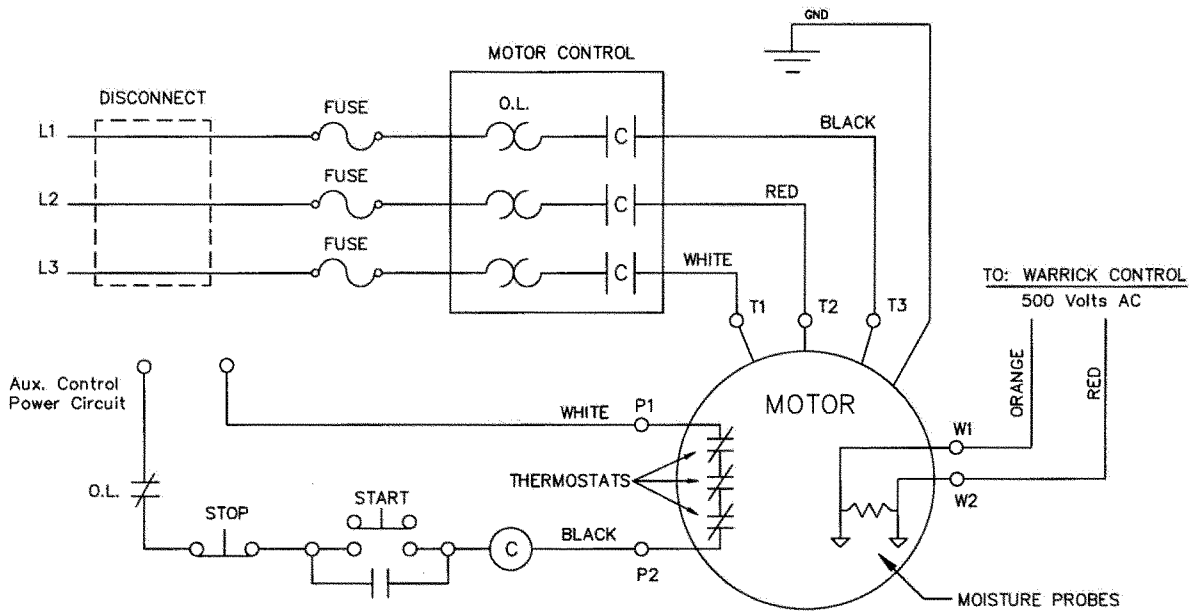 GND
MOTOR CONTROL
DISCONNECT
FUSE
O.L.
L1
C
BLACK
FUSE
L2
C
RED
FUSE
L3
C
WHITE
TO: WARRICK CONTROL
500 Volts AC
T1
T2
T3
ORANGE
RED
Aux. Control
Power Circuit
WHITE
P1
MOTOR
W1
W2
O.L.
THERMOSTATS
STOP
START
C
BLACK
P2
MOISTURE PROBES